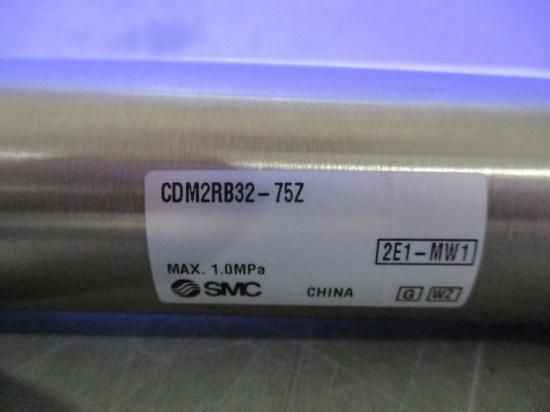 CDM2RB32-75Z
2E1-MW1
MAX. 1.0MPa
SMC CHINA G WZ